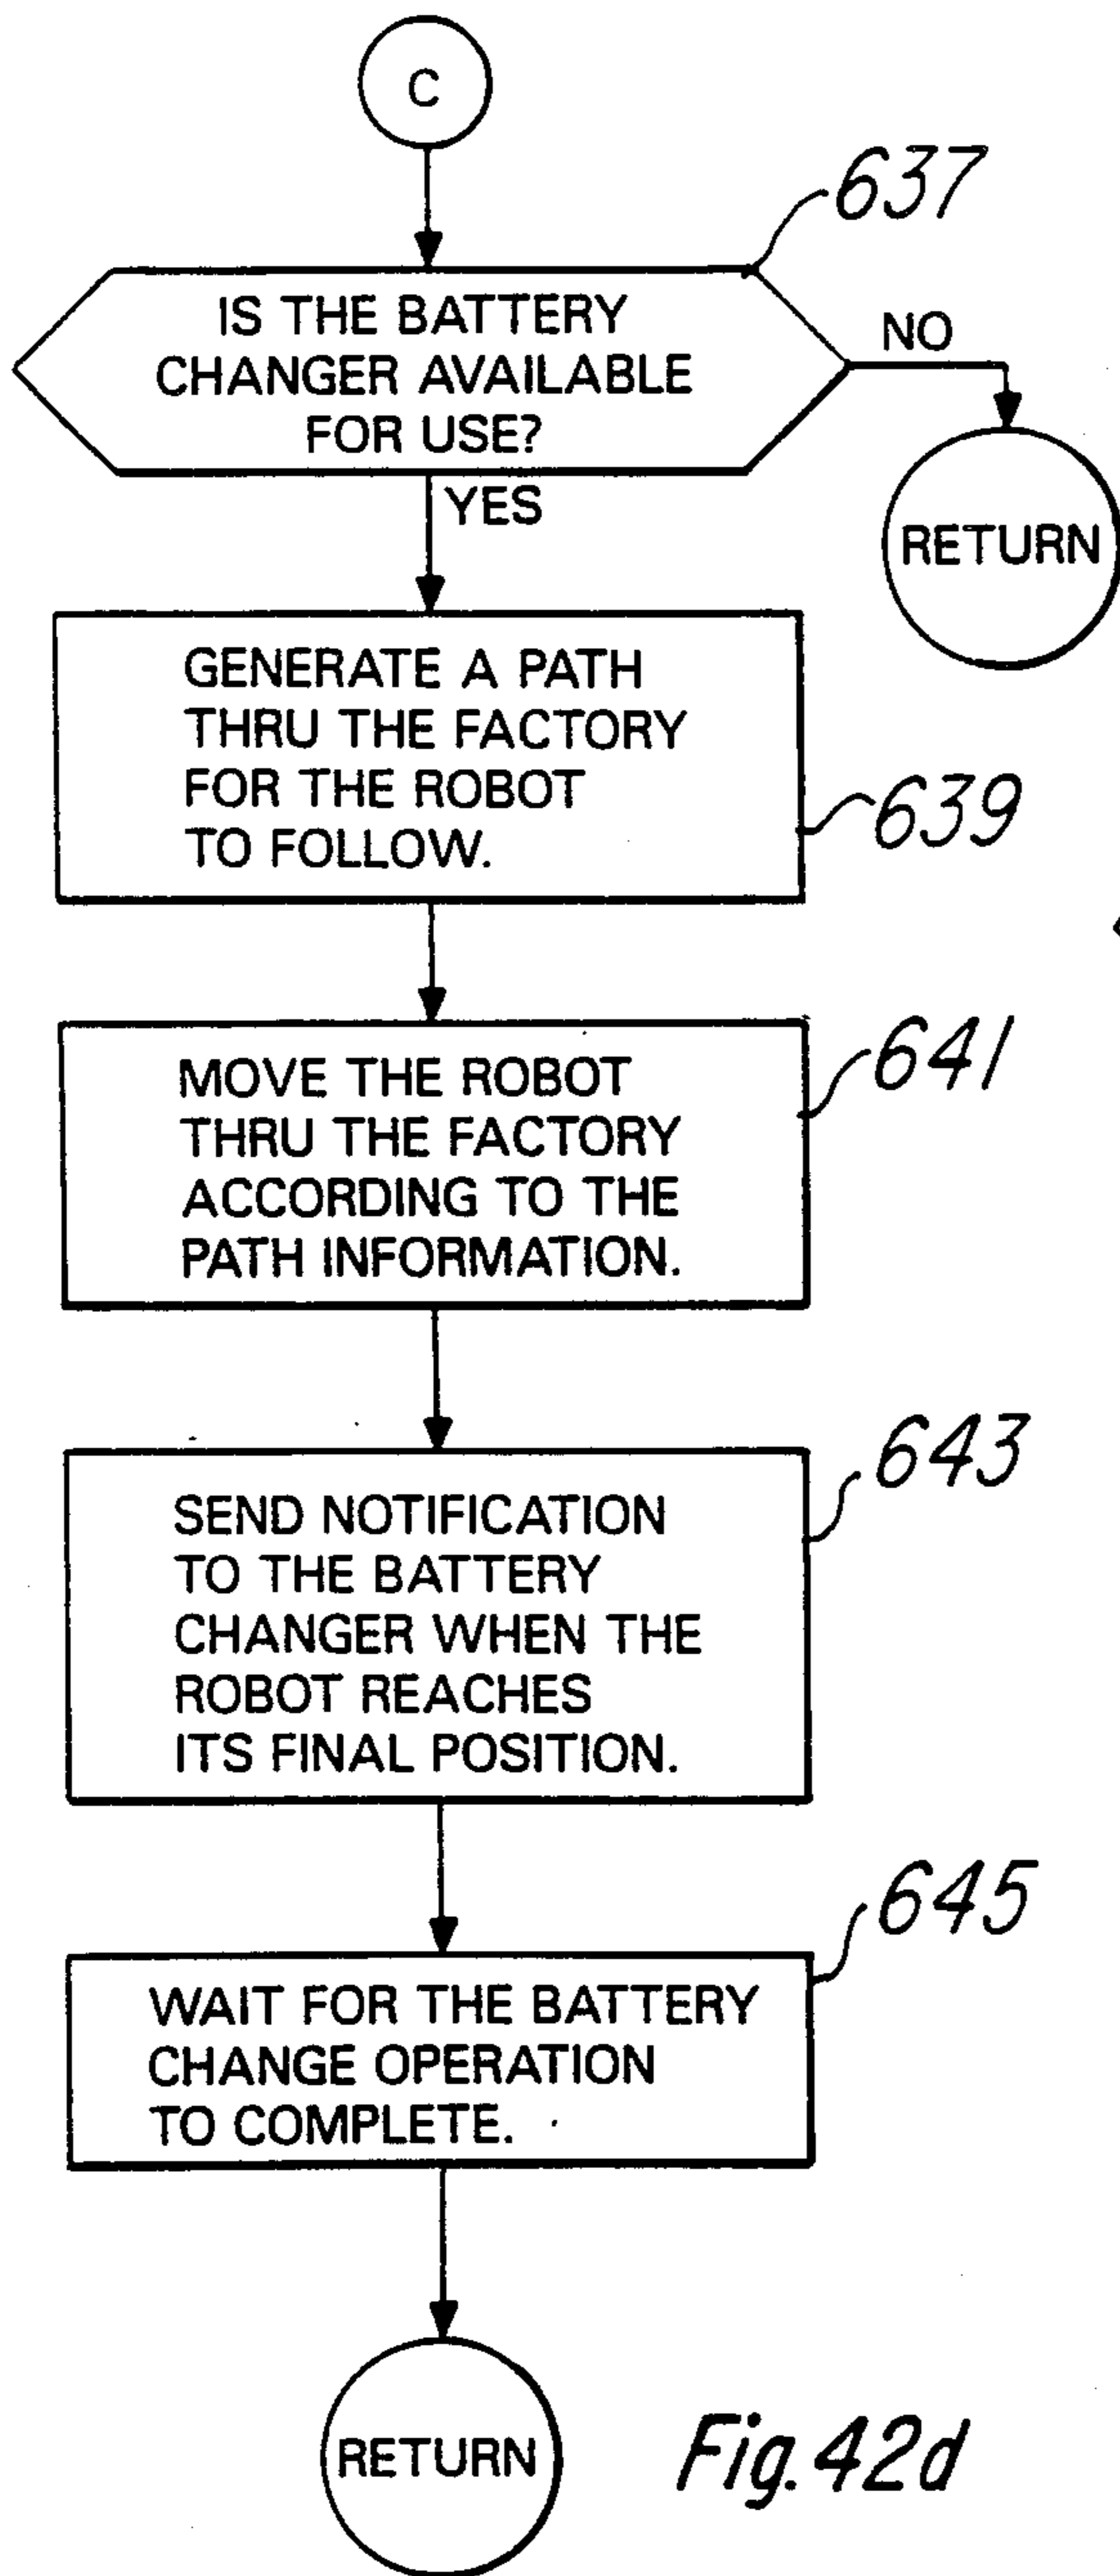 C
637
IS THE BATTERY
CHANGER AVAILABLE
FOR USE?
NO
RETURN
YES
GENERATE A PATH
THRU THE FACTORY
FOR THE ROBOT
TO FOLLOW.
639
MOVE THE ROBOT
THRU THE FACTORY
ACCORDING TO THE
PATH INFORMATION.
641
SEND NOTIFICATION
TO THE BATTERY
CHANGER WHEN THE
ROBOT REACHES
ITS FINAL POSITION.
643
WAIT FOR THE BATTERY
CHANGE OPERATION
TO COMPLETE.
645
RETURN
Fig. 42d